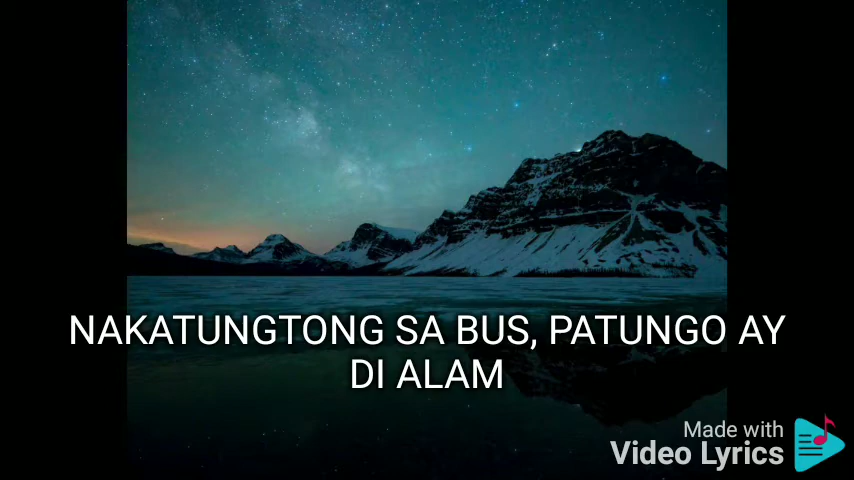 NAKATUNGTONG SA BUS, PATUNGO AY
DI ALAM
Made with
Video Lyrics